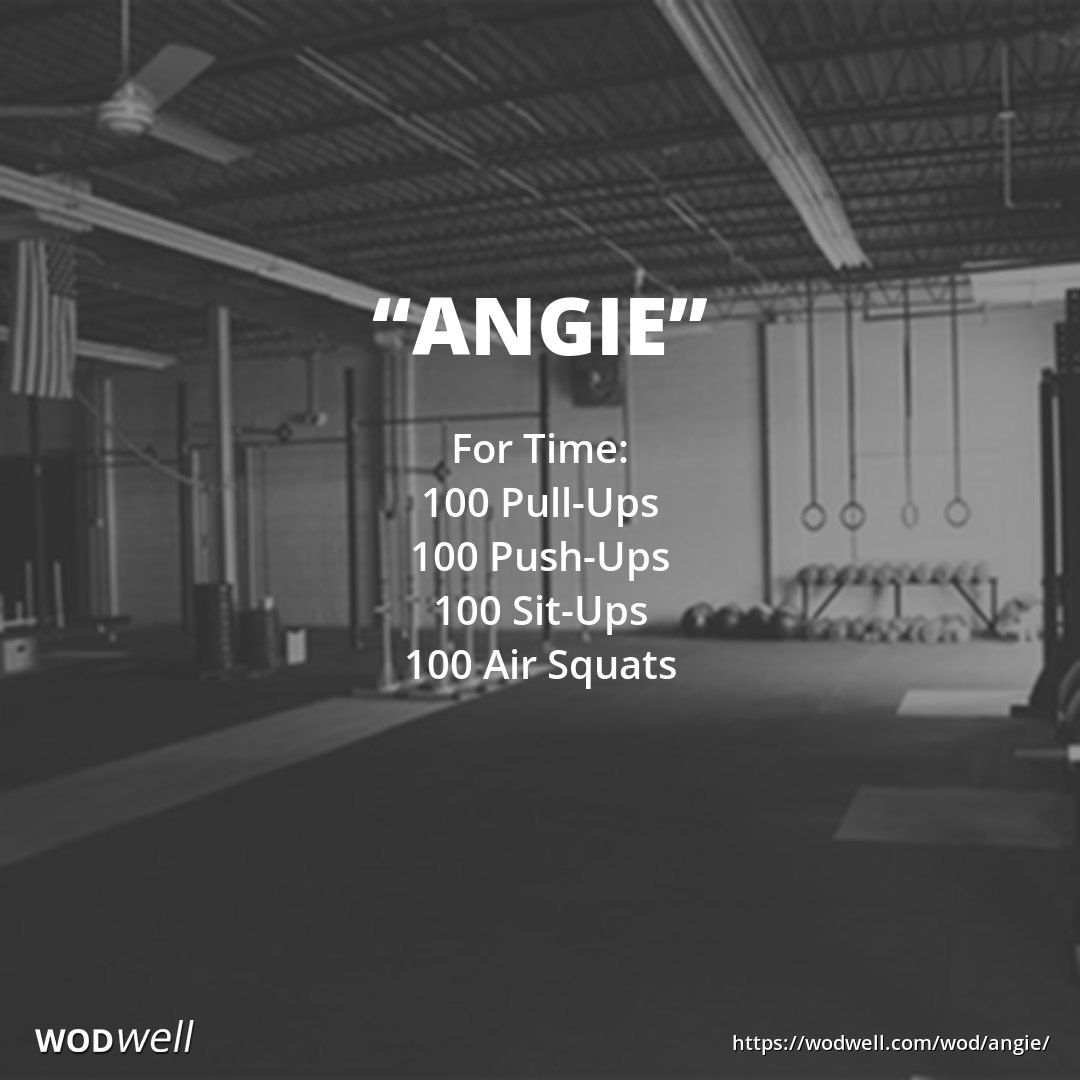 “ANGIE”
For Time:
100 Pull-Ups
100 Push-Ups
100 Sit-Ups
100 Air Squats
WODwell
https://wodwell.com/wod/angie/